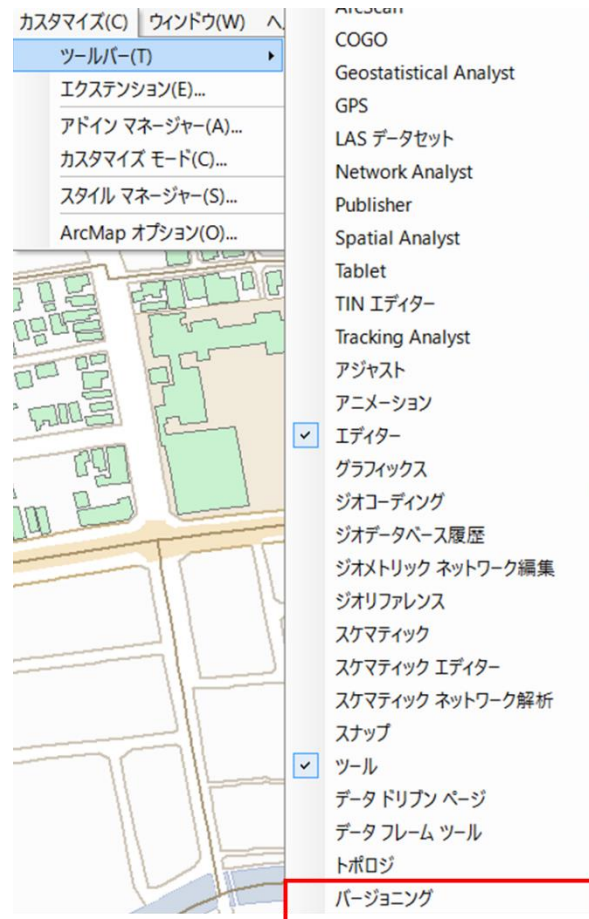 カスタマイズ(C) ウィンドウ(W) ヘ
ツールバー(T)
エクステンション(E)...
アドイン マネージャー(A)...
カスタマイズ モード(C)...
スタイル マネージャー(S)...
ArcMap オプション(O)...
ArcScan
COGO
Geostatistical Analyst
GPS
LAS データセット
Network Analyst
Publisher
Spatial Analyst
Tablet
TIN エディター
Tracking Analyst
アジャスト
アニメーション
エディター
グラフィックス
ジオコーディング
ジオデータベース履歴
ジオメトリック ネットワーク編集
ジオリファレンス
スケマティック
スケマティック エディター
スケマティック ネットワーク解析
スナップ
ツール
データ ドリブン ページ
データ フレーム ツール
トポロジ
バージョニング